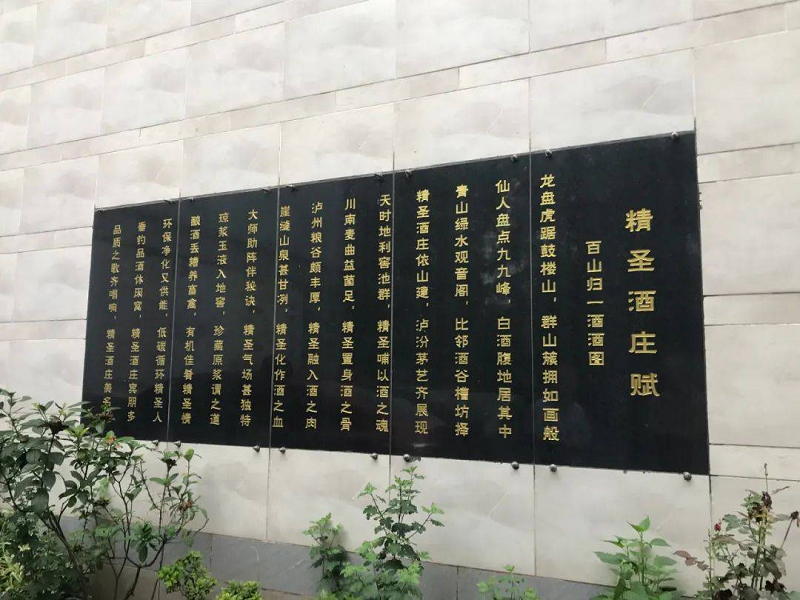 精圣酒庄赋
百山归一酒酒图
龙盘虎踞鼓楼山，群山簇拥如画般
仙人盘点九九峰，白酒腹地居其中
青山绿水观音阁，比邻酒谷槽坊择
精圣酒庄依山建，泸汾茅艺齐展现
天时地利窖池群，精圣哺以酒之魂
川南麦曲益菌足，精圣置身酒之骨
泸州粮谷颇丰厚，精圣融入酒之肉
崖缝山泉甚甘冽，精圣化作酒之血
大师助阵伴秘诀，精圣气场甚独特
琼浆玉液入地窖，珍藏原浆谓之道
酿酒丢糟养畜禽，有机佳肴精圣馈
环保净化又供能，低碳循环精圣人
垂钓品酒休闲窝，精圣酒庄宾朋多
品质之歌齐唱响，精圣酒庄美名